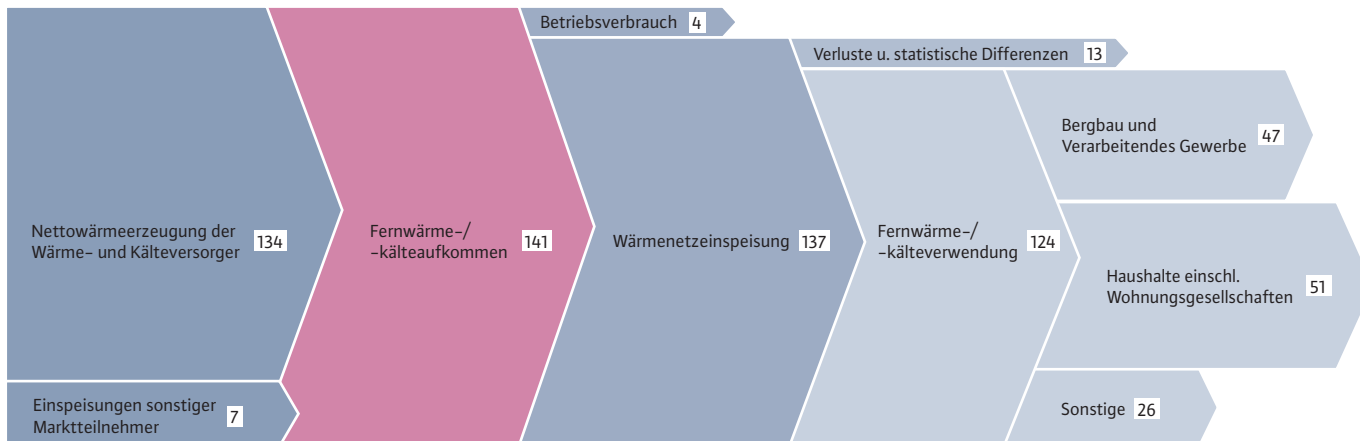 Betriebsverbrauch 4
Verluste u. statistische Differenzen 13
Bergbau und
Verarbeitendes Gewerbe 47
Nettowärmeerzeugung der
Wärme- und Kälteversorger 134
Fernwärme-/
-kälteaufkommen 141
Wärmenetzeinspeisung 137
Fernwärme-/
-kälteverwendung 124
Haushalte einschl.
Wohnungsgesellschaften 51
Einspeisungen sonstiger
Marktteilnehmer 7
Sonstige 26